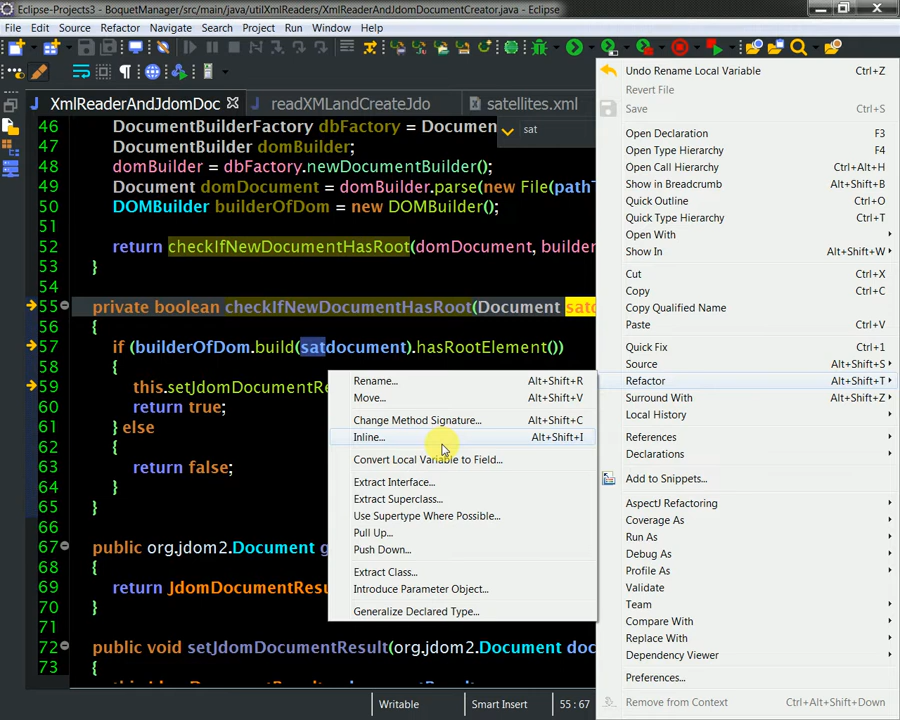 Eclipse-Projects3 - BoquetManager/src/main/java/utilXmlReaders/XmlReaderAndJdomDocumentCreator.java - Eclipse
File Edit Source Refactor Navigate Search Project Run Window Help
XmlReaderAndJdomDoc readXMLandCreateJdo satellites.xml
sat
46 DocumentBuilderFactory dbFactory = Documen
47 DocumentBuilder domBuilder;
48 domBuilder = dbFactory.newDocumentBuilder();
49 Document domDocument = domBuilder.parse(new File(pathT
50 DOMBuilder builderOfDom = new DOMBuilder();
51
52 return checkIfNewDocumentHasRoot(domDocument, builder
53 }
54
55 private boolean checkIfNewDocumentHasRoot(Document satd
56 {
57 if (builderOfDom.build(satdocument).hasRootElement())
58 {
59 this.setJdomDocumentRe
60 return true;
61 } else
62 {
63 return false;
64 }
65 }
66
67 public org.jdom2.Document g
68 {
69 return JdomDocumentResult
70 }
71
72 public void setJdomDocumentResult(org.jdom2.Document doc
73 {
Writable Smart Insert 55 : 67
Rename... Alt+Shift+R
Move... Alt+Shift+V
Change Method Signature... Alt+Shift+C
Inline... Alt+Shift+I
Convert Local Variable to Field...
Extract Interface...
Extract Superclass...
Use Supertype Where Possible...
Pull Up...
Push Down...
Extract Class...
Introduce Parameter Object...
Generalize Declared Type...
Undo Rename Local Variable Ctrl+Z
Revert File
Save Ctrl+S
Open Declaration F3
Open Type Hierarchy F4
Open Call Hierarchy Ctrl+Alt+H
Show in Breadcrumb Alt+Shift+B
Quick Outline Ctrl+O
Quick Type Hierarchy Ctrl+T
Open With
Show In Alt+Shift+W
Cut Ctrl+X
Copy Ctrl+C
Copy Qualified Name
Paste Ctrl+V
Quick Fix Ctrl+1
Source Alt+Shift+S
Refactor Alt+Shift+T
Surround With Alt+Shift+Z
Local History
References
Declarations
Add to Snippets...
AspectJ Refactoring
Coverage As
Run As
Debug As
Profile As
Validate
Team
Compare With
Replace With
Dependency Viewer
Preferences...
Remove from Context Ctrl+Alt+Shift+Down